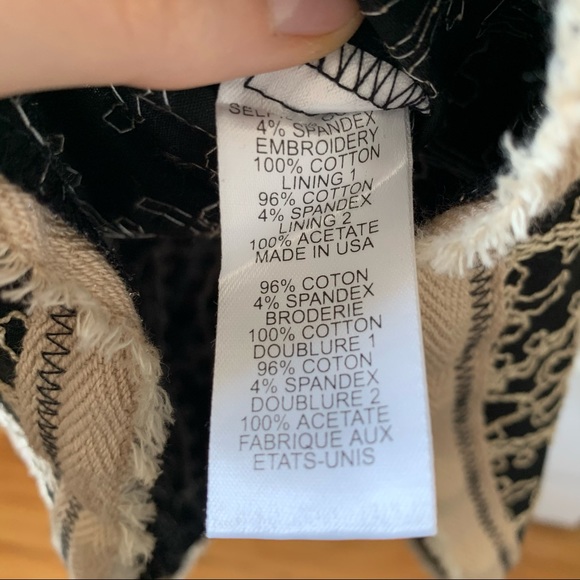 SELF
4% SPANDEX
EMBROIDERY
100% COTTON
LINING 1
96% COTTON
4% SPANDEX
LINING 2
100% ACETATE
MADE IN USA
96% COTON
4% SPANDEX
BRODERIE
100% COTTON
DOUBLURE 1
96% COTON
4% SPANDEX
DOUBLURE 2
100% ACETATE
FABRIQUE AUX
ETATS-UNIS